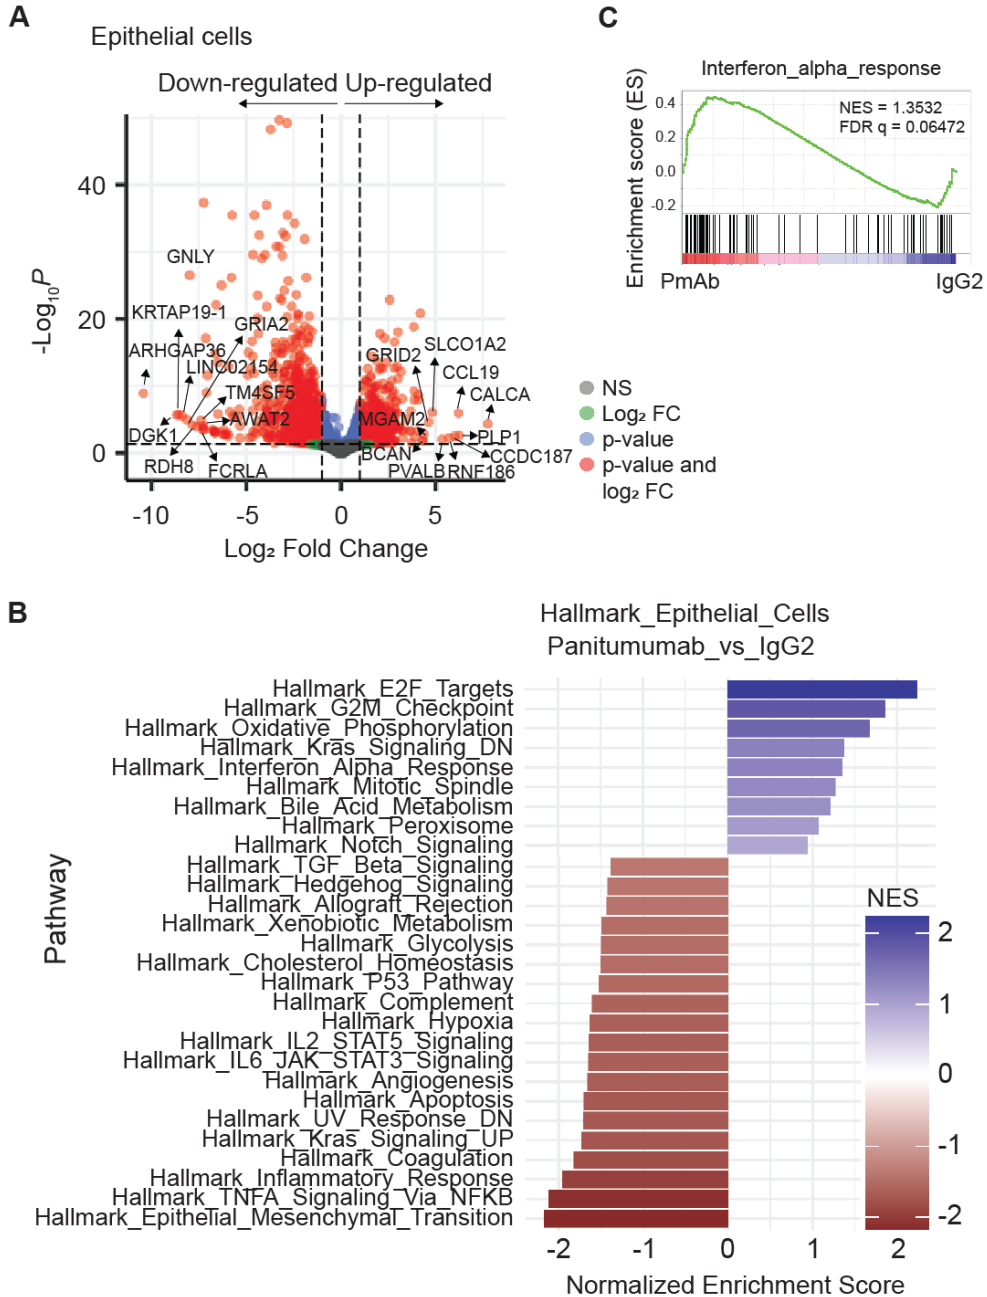 A
Epithelial cells
Down-regulated Up-regulated
-Log₁₀P
40
20
0
-10
-5
0
5
Log₂ Fold Change
GNLY
KRTAP19-1
GRIA2
ARHGAP36
LINC02154
TM4SF5
AWAT2
DGK1
RDH8
FCRLA
GRID2
SLCO1A2
CCL19
CALCA
MGAM2
BCAN
PLP1
CCDC187
PVALB
RNF186
NS
Log₂ FC
p-value
p-value and
log₂ FC
C
Interferon_alpha_response
Enrichment score (ES)
0.4
0.2
0.0
-0.2
NES = 1.3532
FDR q = 0.06472
PmAb
IgG2
B
Hallmark_Epithelial_Cells
Panitumumab_vs_IgG2
Pathway
Hallmark_E2F_Targets
Hallmark_G2M_Checkpoint
Hallmark_Oxidative_Phosphorylation
Hallmark_Kras_Signaling_DN
Hallmark_Interferon_Alpha_Response
Hallmark_Mitotic_Spindle
Hallmark_Bile_Acid_Metabolism
Hallmark_Peroxisome
Hallmark_Notch_Signaling
Hallmark_TGF_Beta_Signaling
Hallmark_Hedgehog_Signaling
Hallmark_Allograft_Rejection
Hallmark_Xenobiotic_Metabolism
Hallmark_Glycolysis
Hallmark_Cholesterol_Homeostasis
Hallmark_P53_Pathway
Hallmark_Complement
Hallmark_Hypoxia
Hallmark_IL2_STAT5_Signaling
Hallmark_IL6_JAK_STAT3_Signaling
Hallmark_Angiogenesis
Hallmark_Apoptosis
Hallmark_UV_Response_DN
Hallmark_Kras_Signaling_UP
Hallmark_Coagulation
Hallmark_Inflammatory_Response
Hallmark_TNFA_Signaling_Via_NFKB
Hallmark_Epithelial_Mesenchymal_Transition
-2
-1
0
1
2
Normalized Enrichment Score
NES
2
1
0
-1
-2